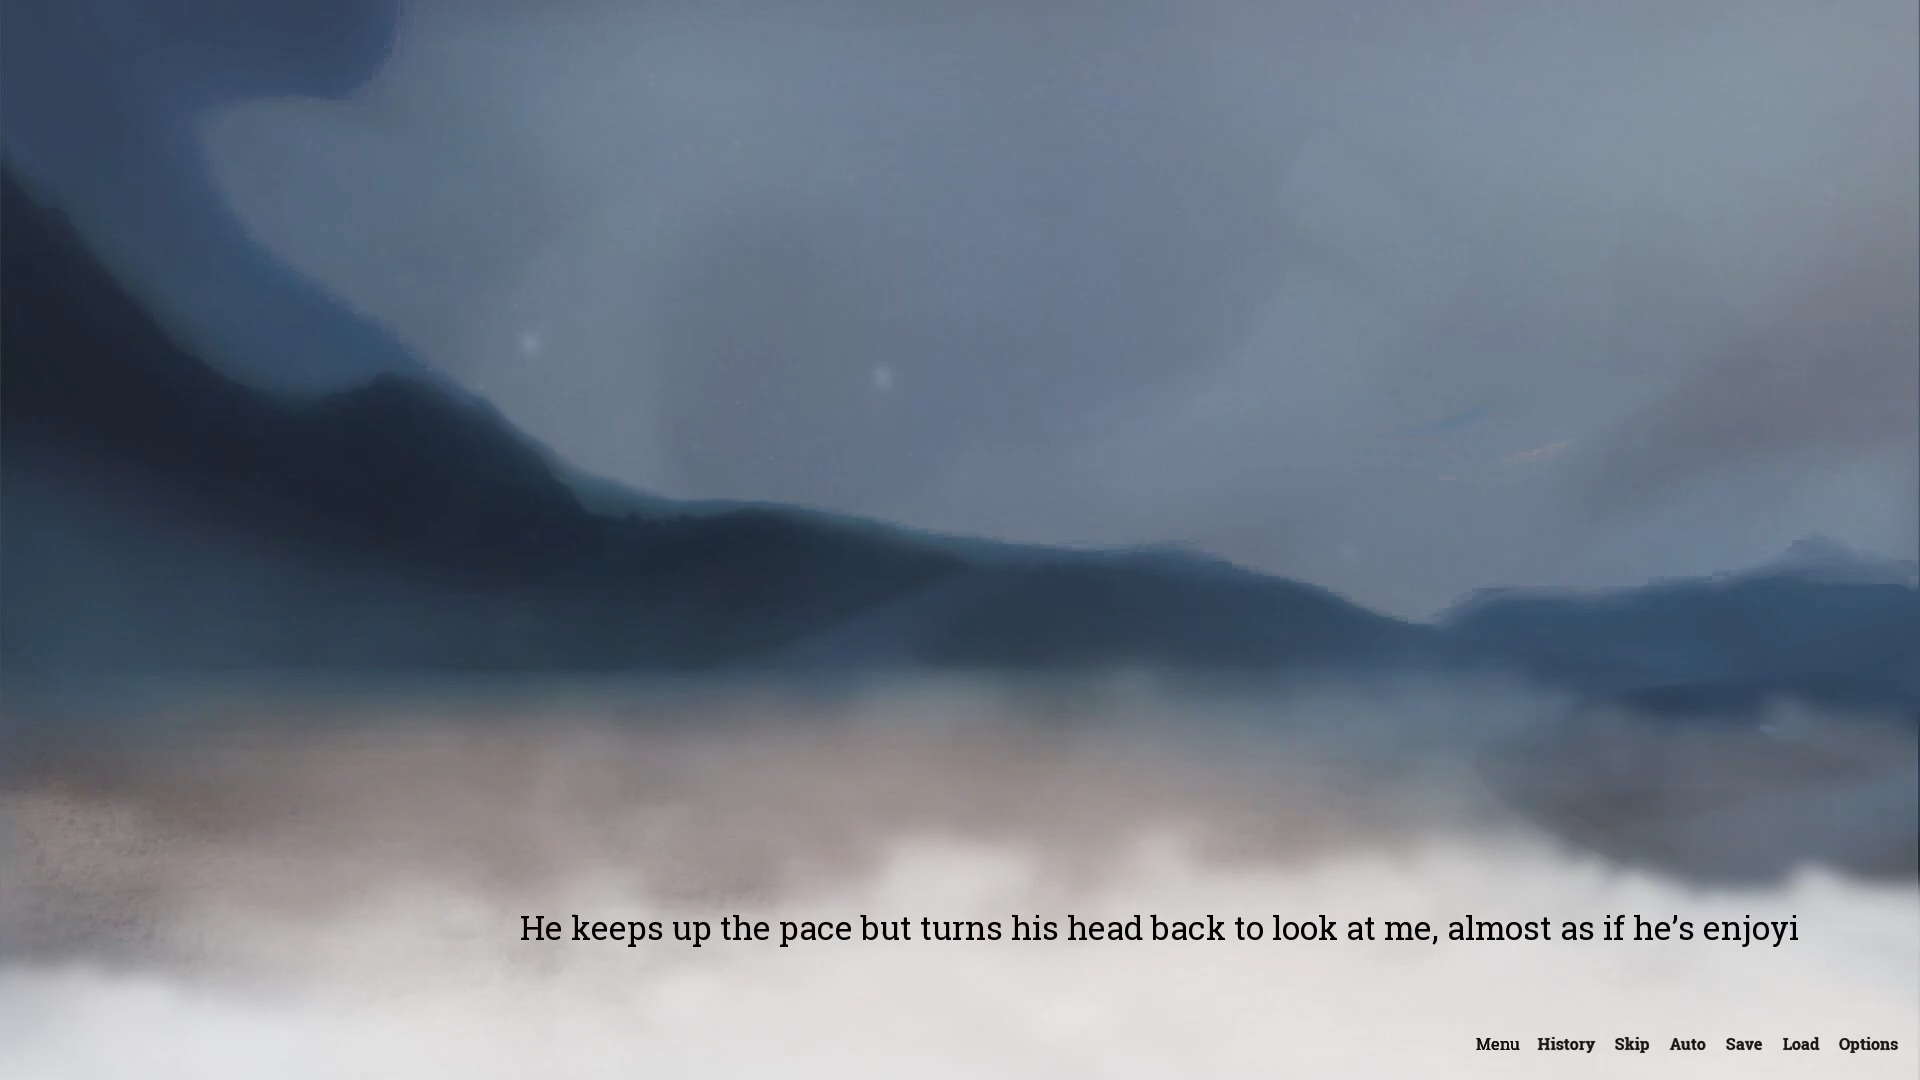 He keeps up the pace but turns his head back to look at me, almost as if he’s enjoyi
Menu History Skip Auto Save Load Options